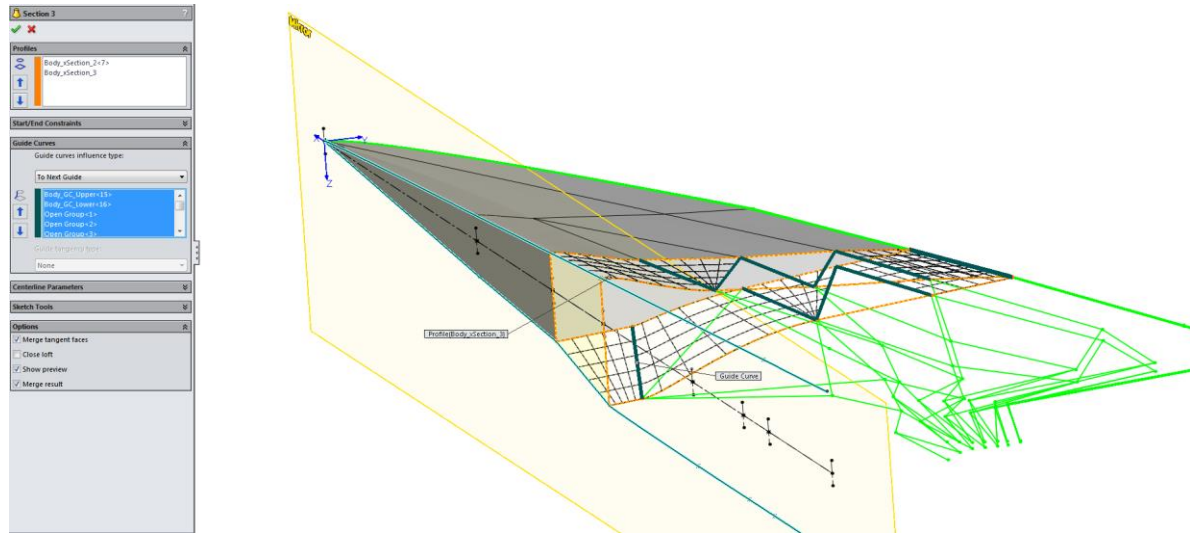 Section 3
?
Profiles
Body_xSection_2<7>
Body_xSection_3
Start/End Constraints
Guide Curves
Guide curves influence type:
To Next Guide
Body_GC_Upper<15>
Body_GC_Lower<16>
Open Group<1>
Open Group<2>
Open Group<3>
Guide tangency type:
None
Centerline Parameters
Sketch Tools
Options
Merge tangent faces
Close loft
Show preview
Merge result
X
Y
Z
Profile(Body_xSection_3)
Guide Curve